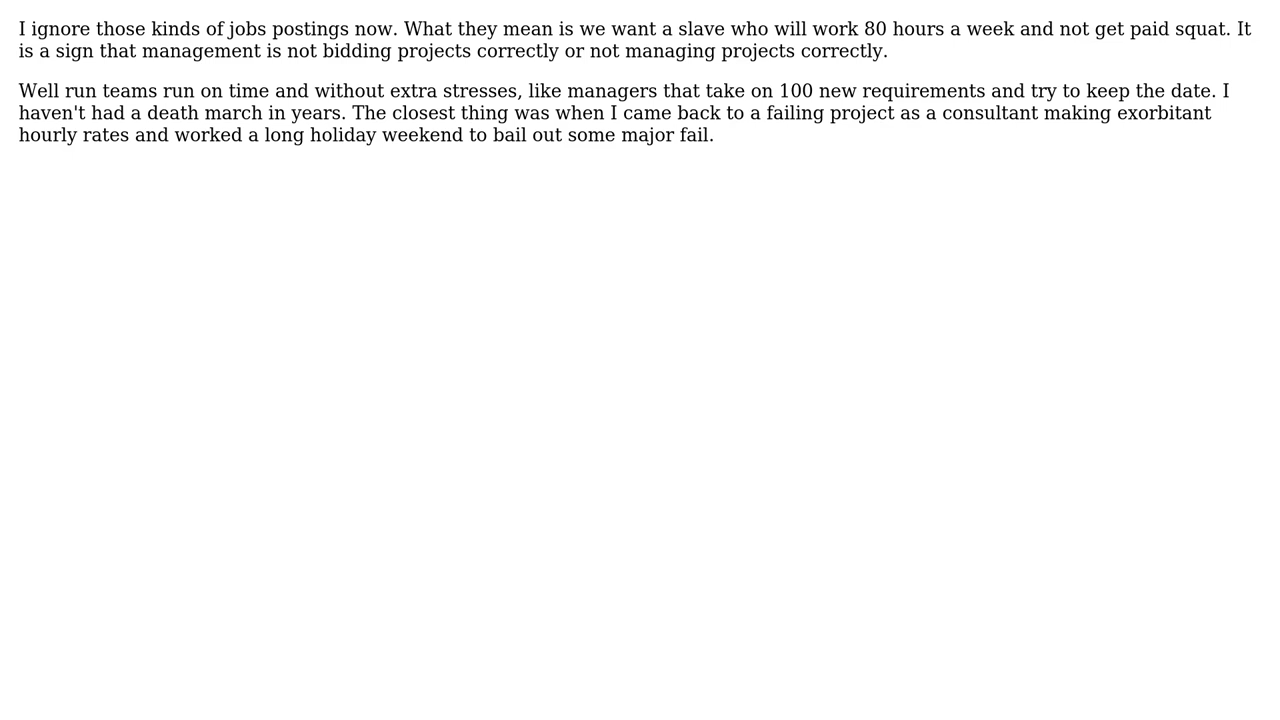 I ignore those kinds of jobs postings now. What they mean is we want a slave who will work 80 hours a week and not get paid squat. It
is a sign that management is not bidding projects correctly or not managing projects correctly.
Well run teams run on time and without extra stresses, like managers that take on 100 new requirements and try to keep the date. I
haven't had a death march in years. The closest thing was when I came back to a failing project as a consultant making exorbitant
hourly rates and worked a long holiday weekend to bail out some major fail.